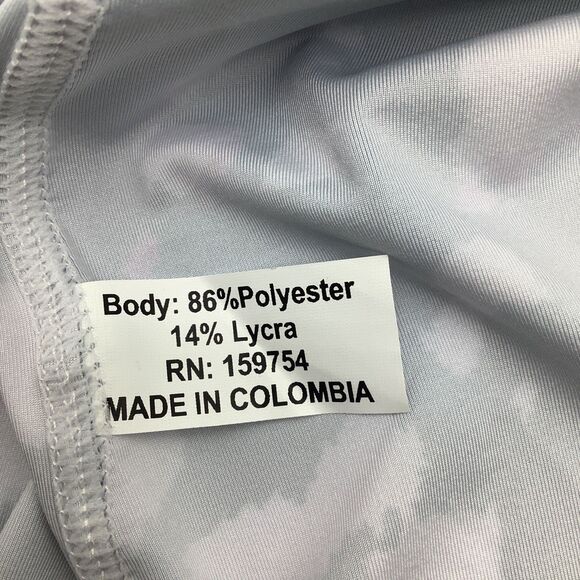 Body: 86%Polyester
14% Lycra
RN: 159754
MADE IN COLOMBIA